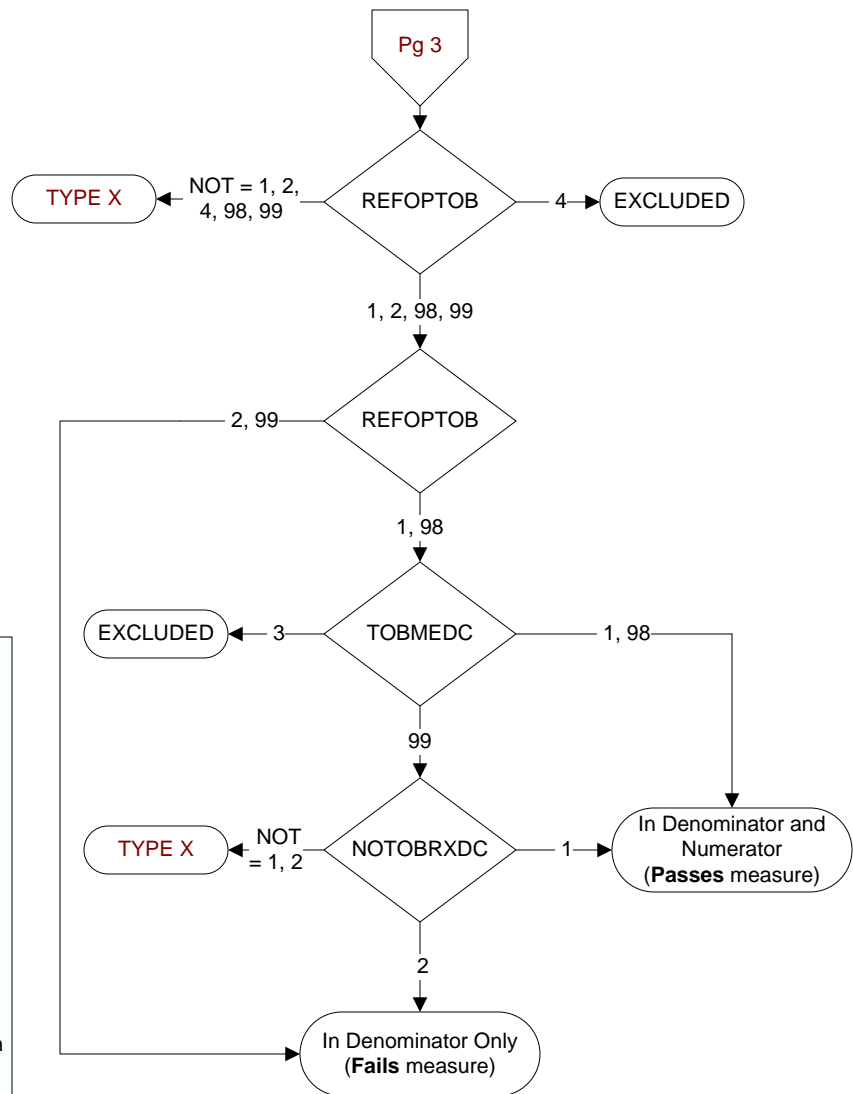 Pg 3
TYPE X
NOT = 1, 2,
4, 98, 99
REFOPTOB
4
EXCLUDED
1, 2, 98, 99
2, 99
REFOPTOB
1, 98
EXCLUDED
3
TOBMEDC
1, 98
99
TYPE X
NOT
= 1, 2
NOTOBRXDC
1
In Denominator and
Numerator
(Passes measure)
2
In Denominator Only
(Fails measure)